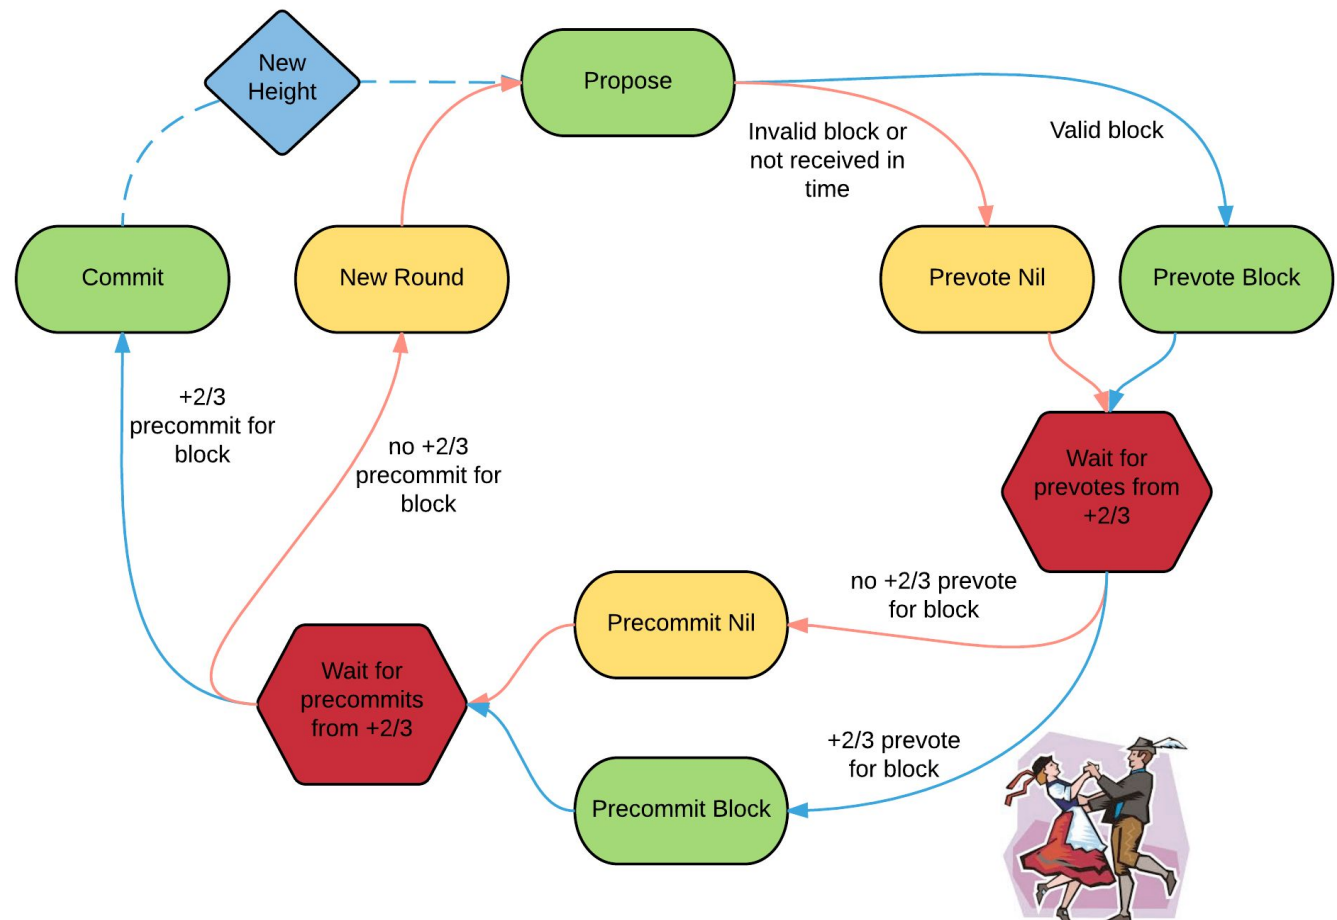 New
Height
Propose
Invalid block or
not received in
time
Valid block
Commit
New Round
Prevote Nil
Prevote Block
+2/3
precommit for
block
no +2/3
precommit for
block
Wait for
prevotes from
+2/3
no +2/3 prevote
for block
Precommit Nil
Wait for
precommits
from +2/3
+2/3 prevote
for block
Precommit Block